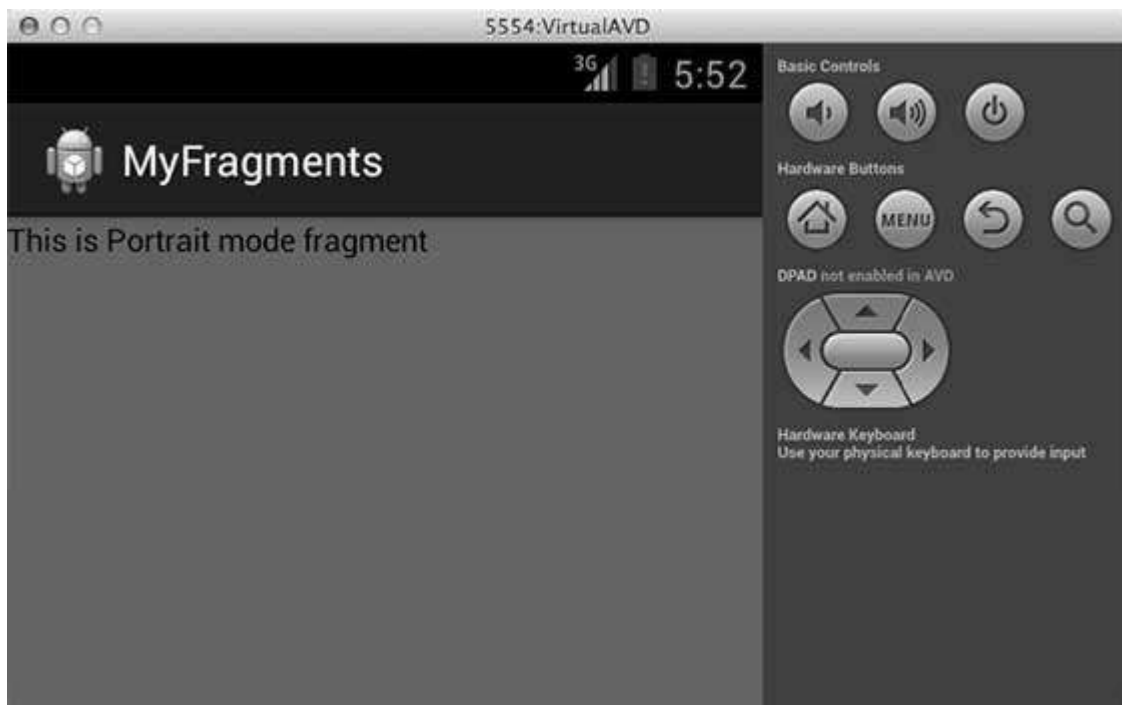 5554:VirtualAVD
3G
5:52
MyFragments
This is Portrait mode fragment
Basic Controls
Hardware Buttons
MENU
DPAD not enabled in AVD
Hardware Keyboard
Use your physical keyboard to provide input